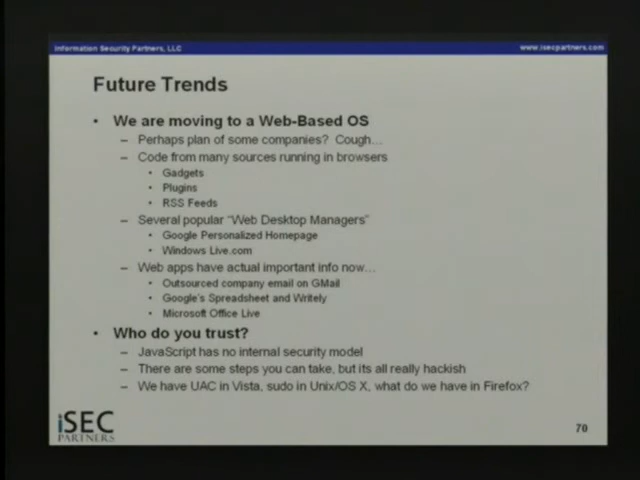 Information Security Partners, LLC
www.isecpartners.com
Future Trends
• We are moving to a Web-Based OS
– Perhaps plan of some companies? Cough...
– Code from many sources running in browsers
• Gadgets
• Plugins
• RSS Feeds
– Several popular “Web Desktop Managers”
• Google Personalized Homepage
• Windows Live.com
– Web apps have actual important info now...
• Outsourced company email on GMail
• Google's Spreadsheet and Writely
• Microsoft Office Live
• Who do you trust?
– JavaScript has no internal security model
– There are some steps you can take, but its all really hackish
– We have UAC in Vista, sudo in Unix/OS X, what do we have in Firefox?
iSEC
PARTNERS
70